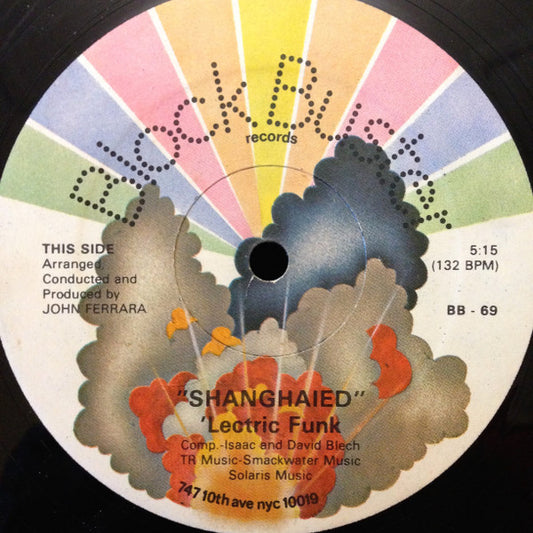 Block Buster
records
THIS SIDE
Arranged,
Conducted and
Produced by
JOHN FERRARA
5:15
(132 BPM)
BB - 69
"SHANGHAIED"
'Lectric Funk
Comp.-Isaac and David Blech
TR Music-Smackwater Music
Solaris Music
747 10th ave nyc 10019